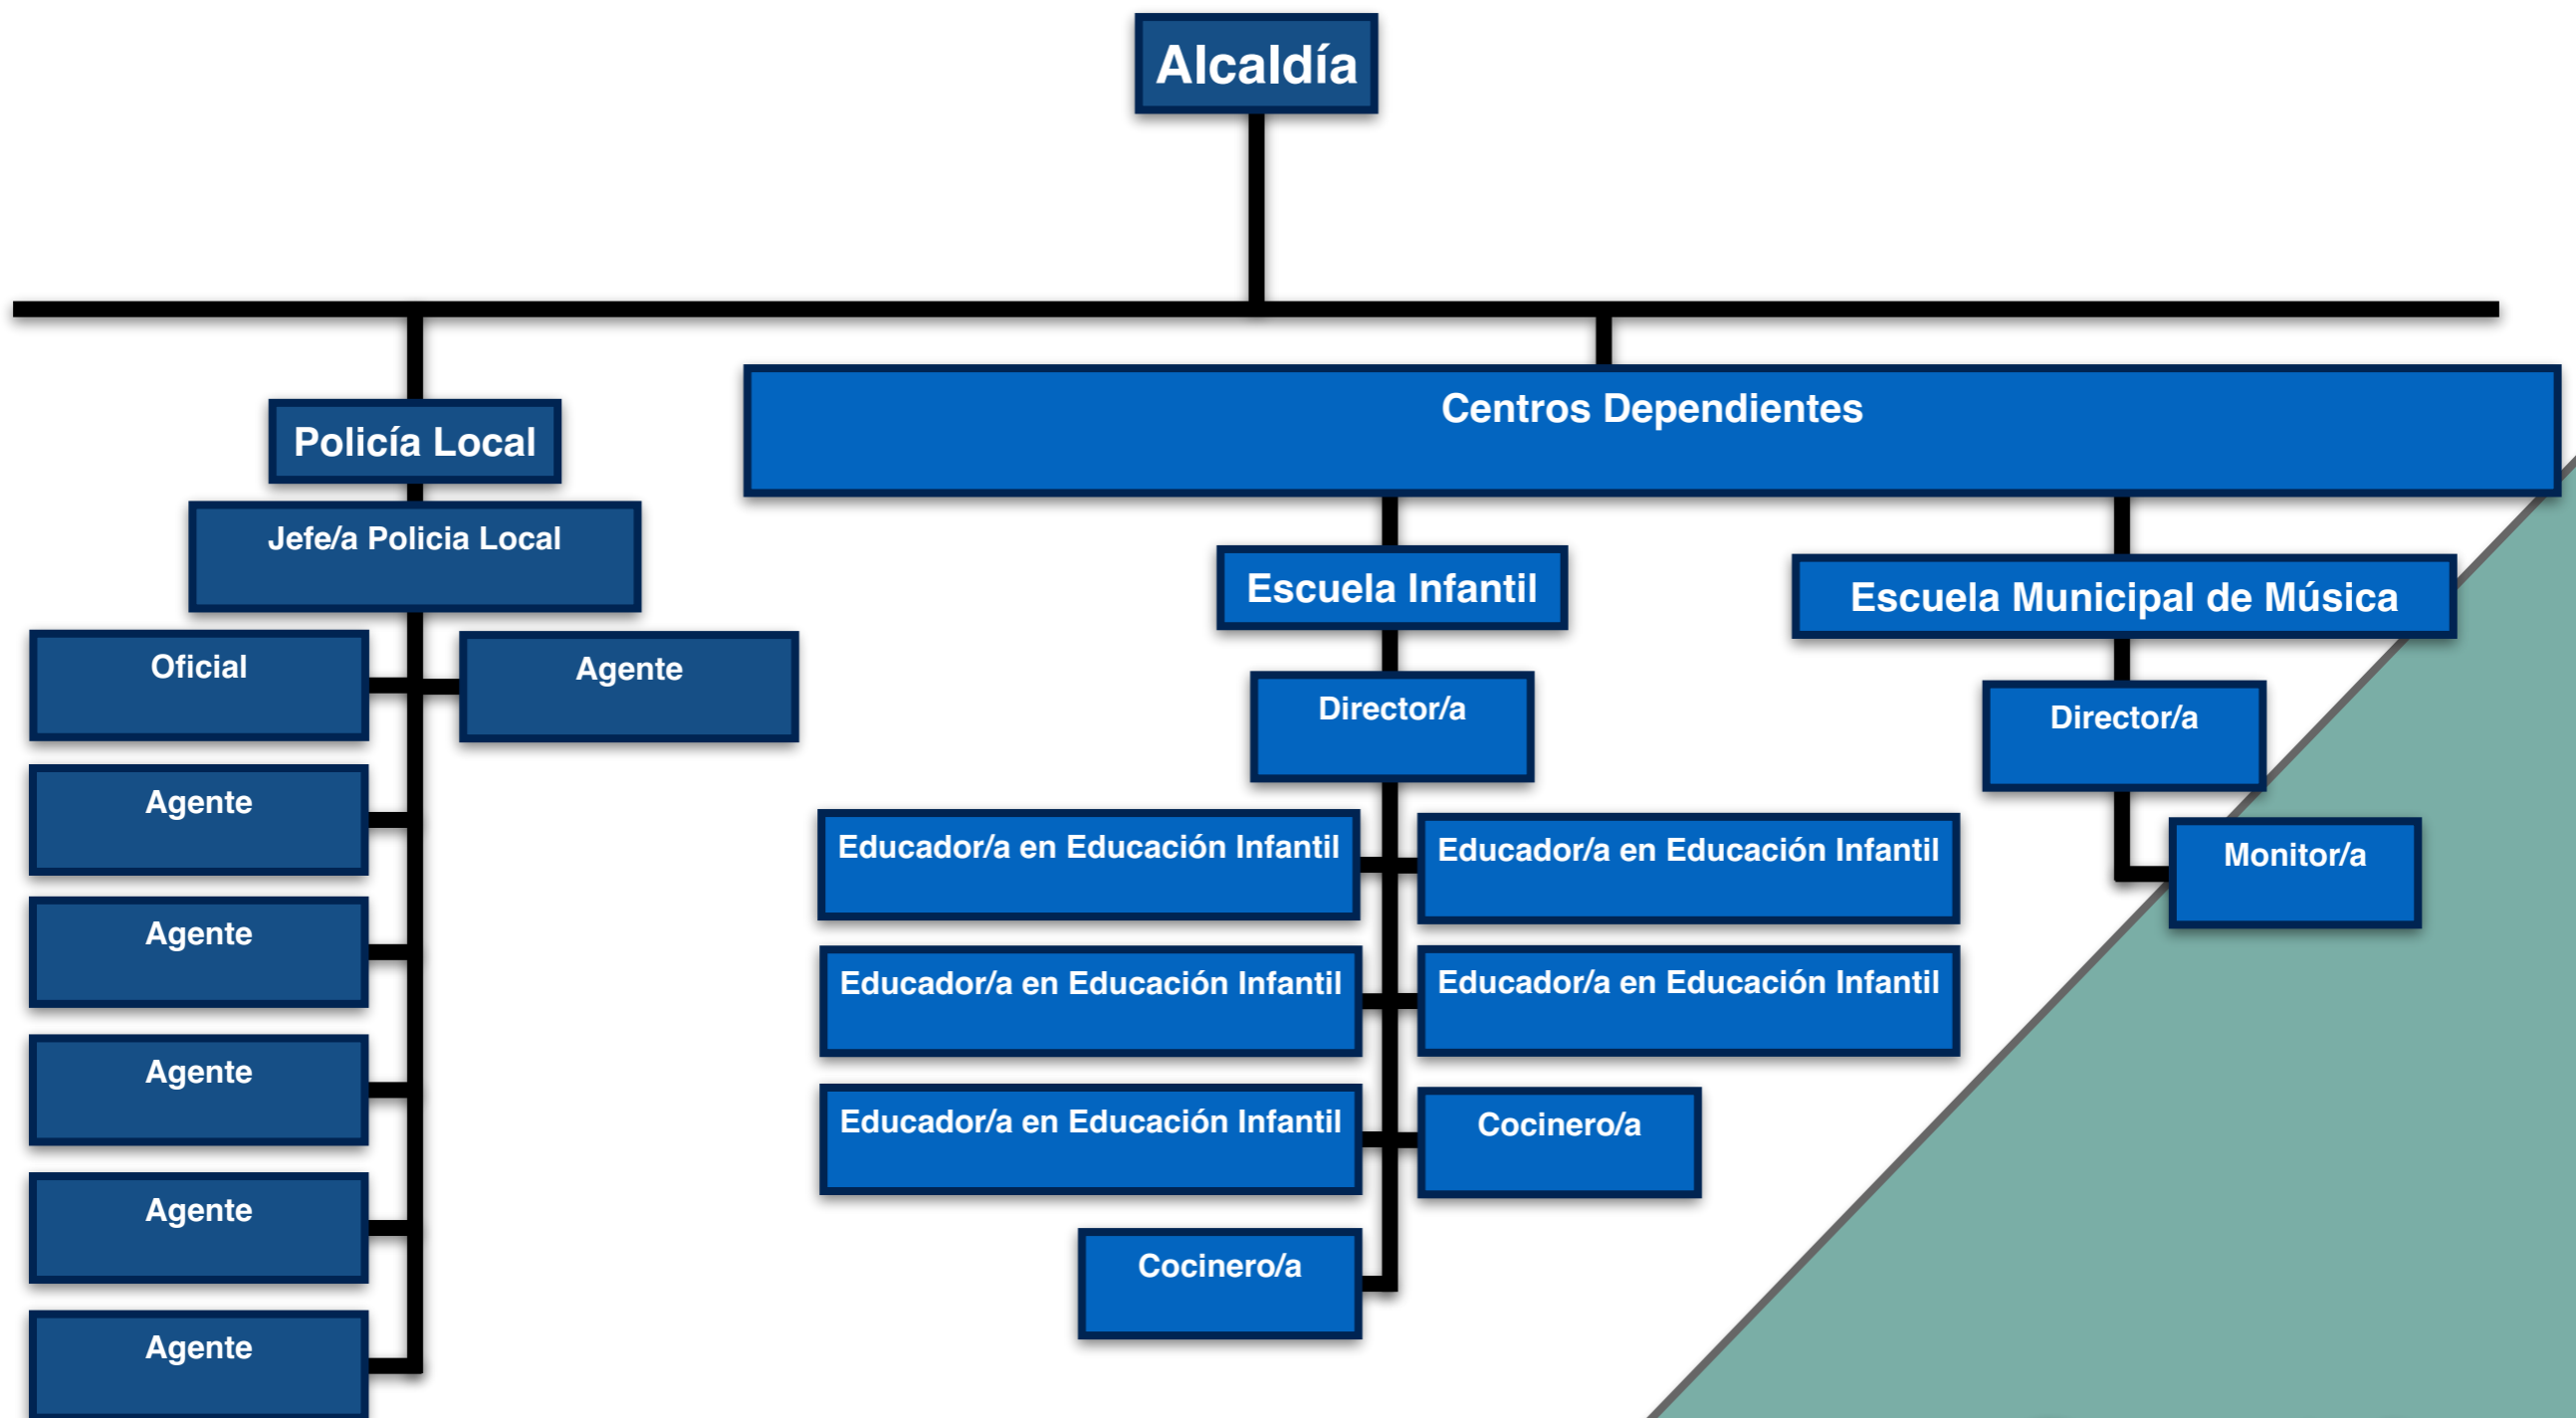 Alcaldía
Policía Local
Jefe/a Policia Local
Oficial
Agente
Agente
Agente
Agente
Agente
Agente
Centros Dependientes
Escuela Infantil
Director/a
Educador/a en Educación Infantil
Educador/a en Educación Infantil
Educador/a en Educación Infantil
Educador/a en Educación Infantil
Educador/a en Educación Infantil
Cocinero/a
Cocinero/a
Escuela Municipal de Música
Director/a
Monitor/a